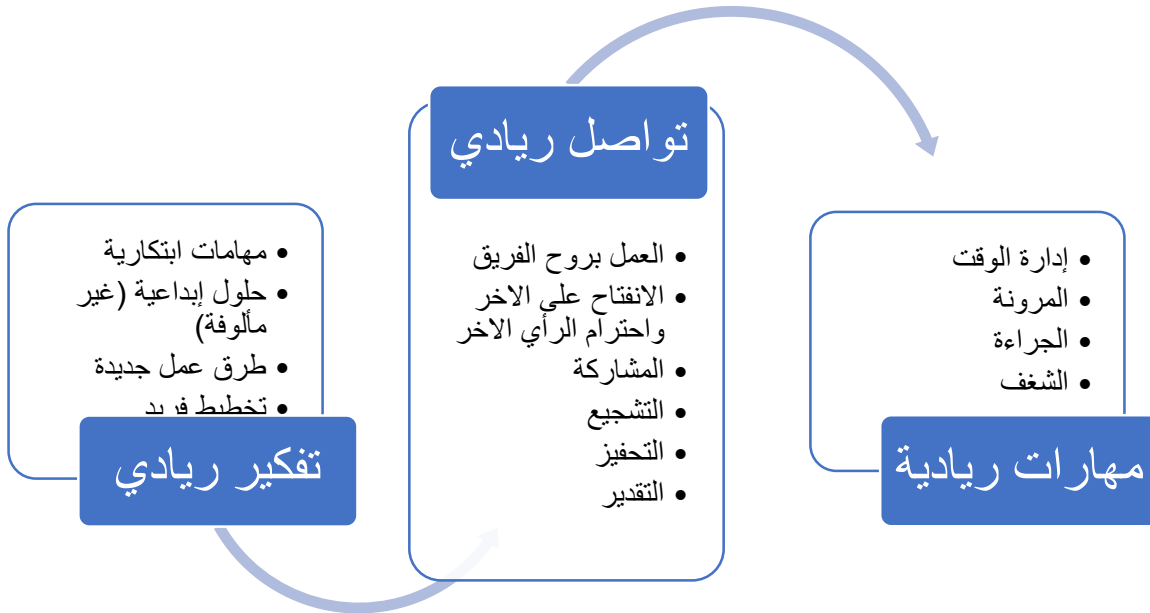 تفكير ريادي
• مهامات ابتكارية
• حلول إبداعية (غير
مألوفة)
• طرق عمل جديدة
• تخطيط فريد
تواصل ريادي
• العمل بروح الفريق
• الانفتاح على الاخر
واحترام الرأي الاخر
• المشاركة
• التشجيع
• التحفيز
• التقدير
مهارات ريادية
• إدارة الوقت
• المرونة
• الجراءة
• الشغف